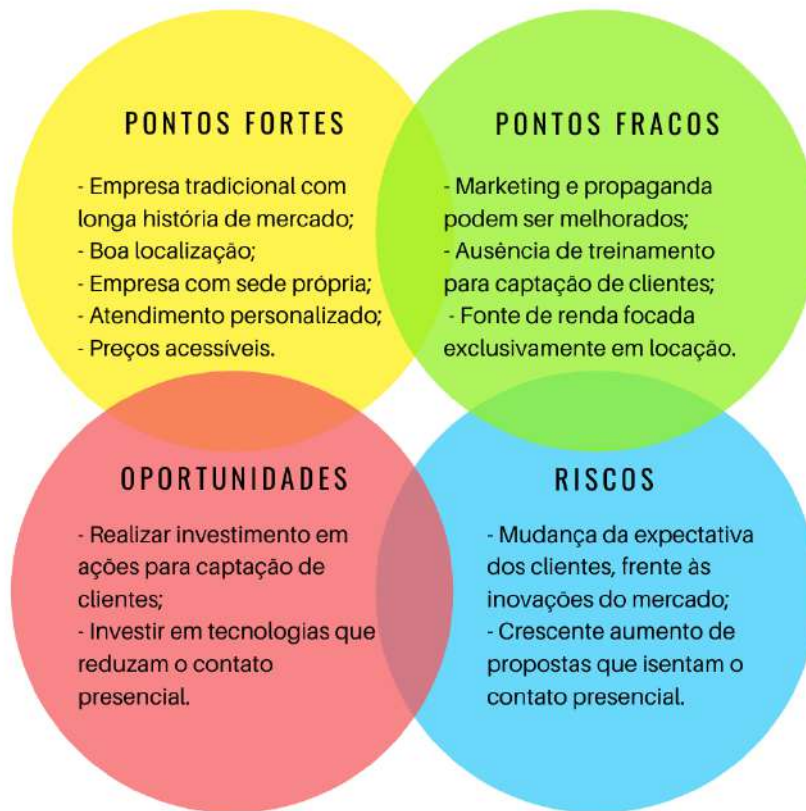 PONTOS FORTES
- Empresa tradicional com
longa história de mercado;
- Boa localização;
- Empresa com sede própria;
- Atendimento personalizado;
- Preços acessíveis.
PONTOS FRACOS
- Marketing e propaganda
podem ser melhorados;
- Ausência de treinamento
para captação de clientes;
- Fonte de renda focada
exclusivamente em locação.
OPORTUNIDADES
- Realizar investimento em
ações para captação de
clientes;
- Investir em tecnologias que
reduzam o contato
presencial.
RISCOS
- Mudança da expectativa
dos clientes, frente às
inovações do mercado;
- Crescente aumento de
propostas que isentam o
contato presencial.